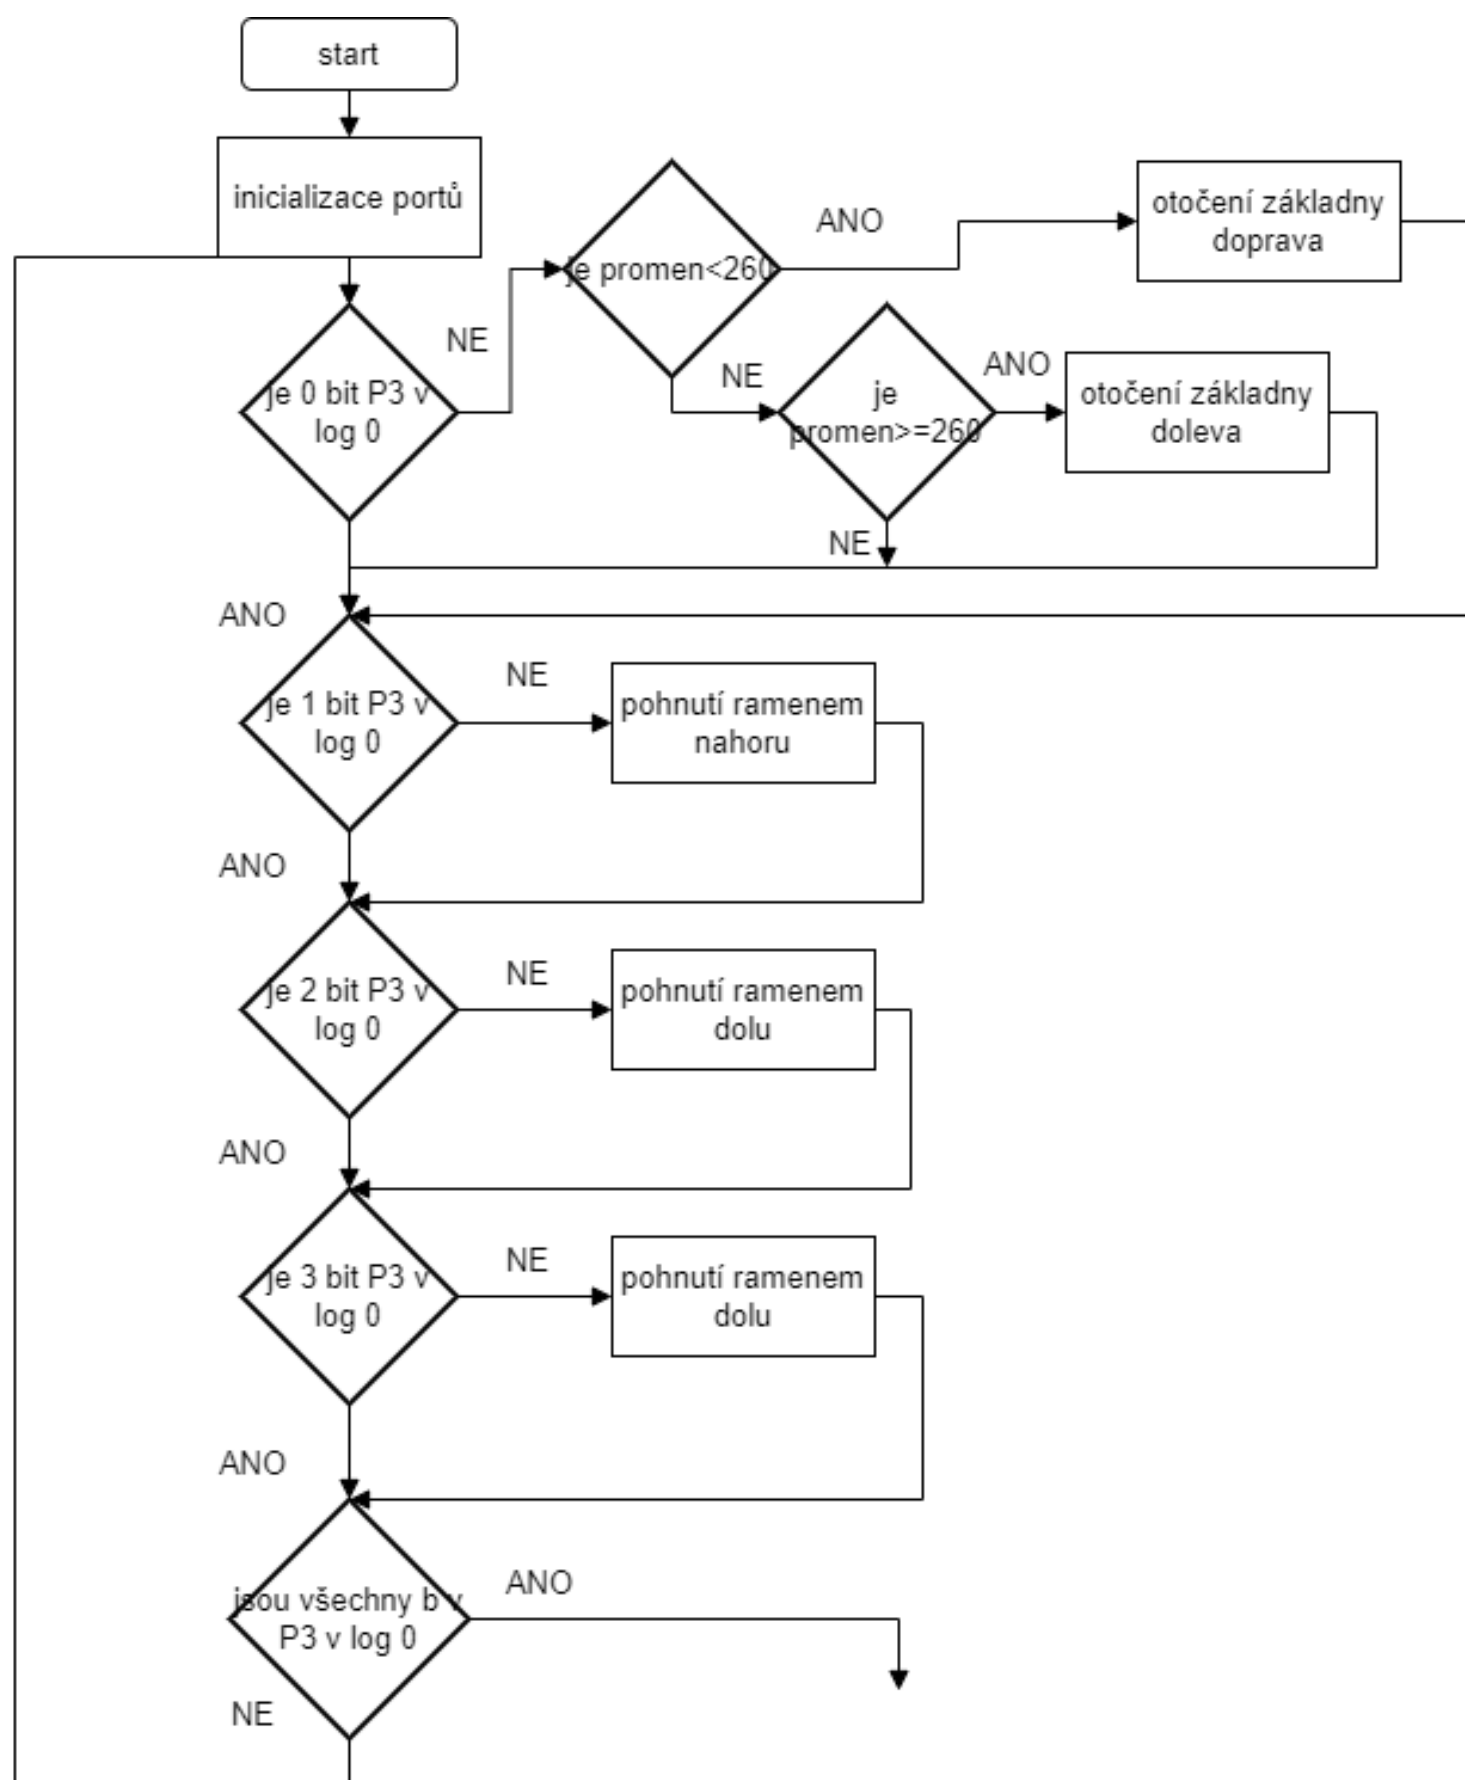 start
inicializace portů
je promen<260
ANO
otočení základny
doprava
NE
je 0 bit P3 v
log 0
NE
je
promen>=260
ANO
otočení základny
doleva
NE
ANO
je 1 bit P3 v
log 0
NE
pohnutí ramenem
nahoru
ANO
je 2 bit P3 v
log 0
NE
pohnutí ramenem
dolu
ANO
je 3 bit P3 v
log 0
NE
pohnutí ramenem
dolu
ANO
jsou všechny b v
P3 v log 0
ANO
NE